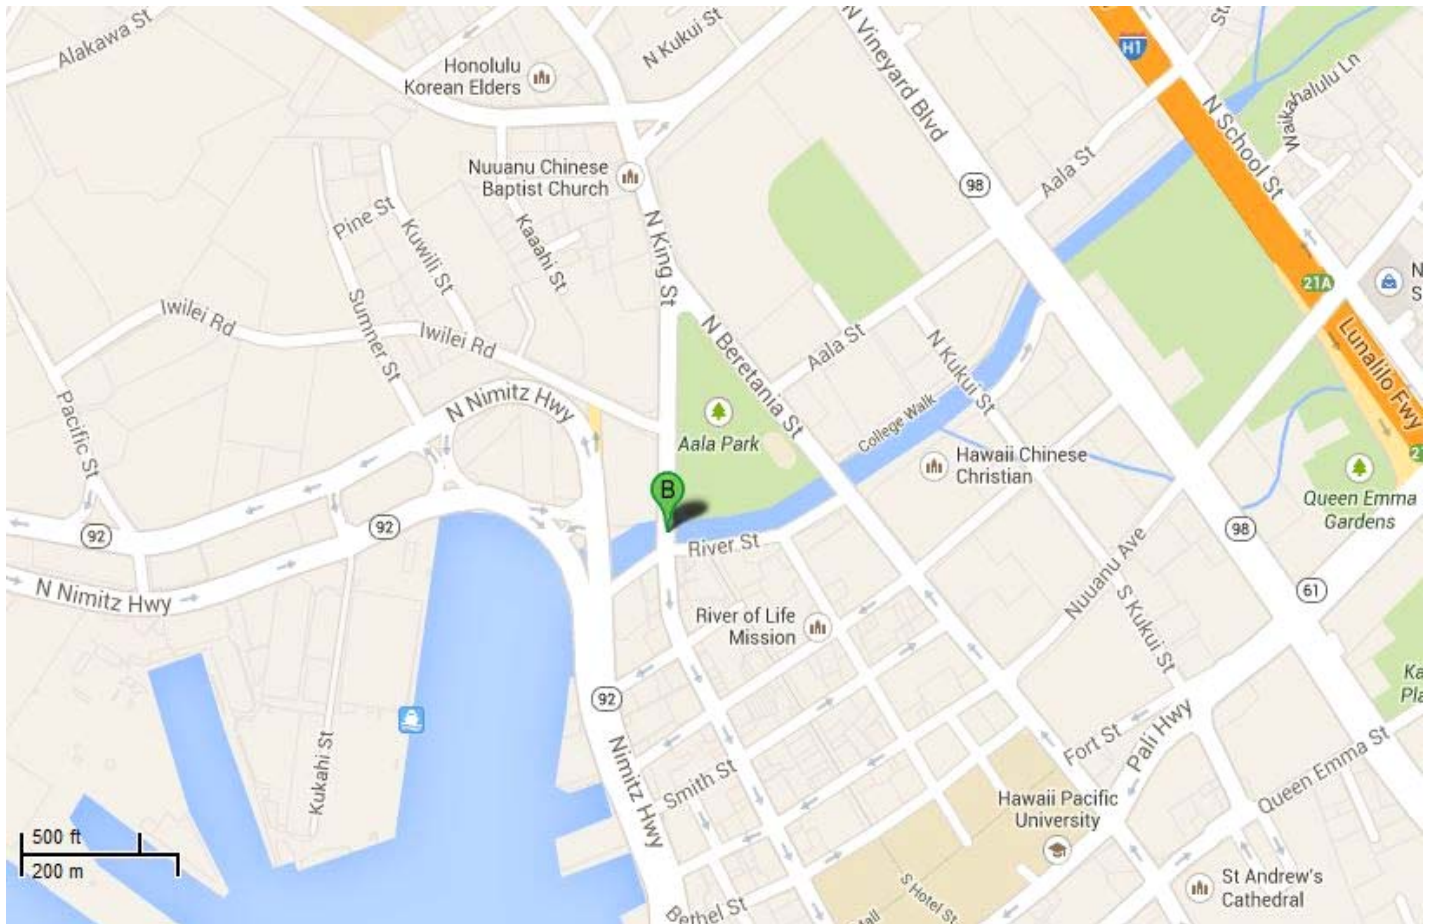 Alakawa St
Honolulu
Korean Elders
N Kukui St
N Vineyard Blvd
H1
St
N School St
Waikahalulu Ln
Nuuanu Chinese
Baptist Church
98
Aala St
Pine St
Kuwili St
Kaaahi St
N King St
21A
N
S
Iwilei Rd
Sumner St
Iwilei Rd
N Beretania St
Aala St
N Kukui St
Lunalilo Fwy
Pacific St
N Nimitz Hwy
Aala Park
College Walk
Hawaii Chinese
Christian
2
Queen Emma
Gardens
B
92
92
98
River St
N Nimitz Hwy
Nuuanu Ave
S Kukui St
61
River of Life
Mission
92
Ka
Pla
Kukahi St
Nimitz Hwy
Smith St
Fort St
Pali Hwy
Queen Emma St
Hawaii Pacific
University
500 ft
200 m
St Andrew's
Cathedral
S Hotel St
Bethel St
Mall